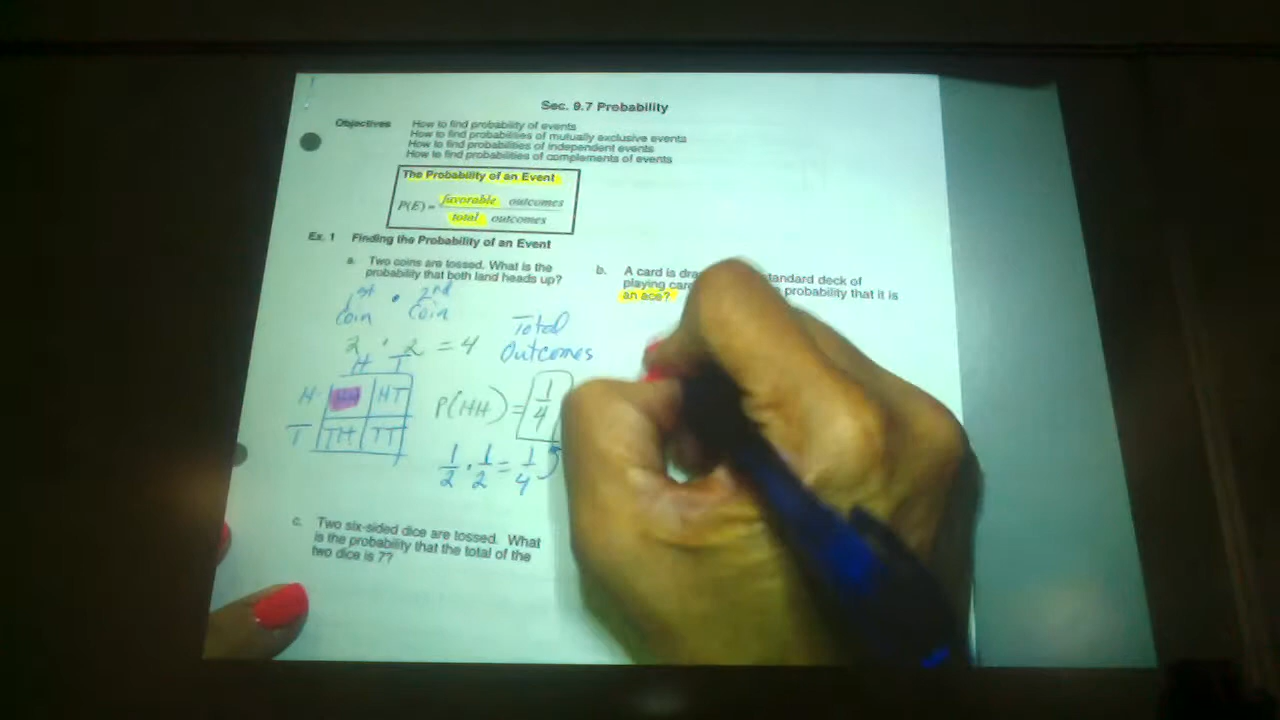 Sec. 9.7 Probability
Objectives How to find probability of events
How to find probabilities of mutually exclusive events
How to find probabilities of independent events
How to find probabilities of complements of events
The Probability of an Event
P(E) = favorable outcomes
total outcomes
Ex. 1 Finding the Probability of an Event
a. Two coins are tossed. What is the
probability that both land heads up?
1st coin · 2nd coin
2 · 2 = 4
Total
Outcomes
H T
H HH HT
T TH TT
P(HH) = 1/4
1/2 · 1/2 = 1/4
b. A card is tandard deck of
playing probability that it is
an ace?
c. Two six-sided dice are tossed. What
is the probability that the total of the
two dice is 7?